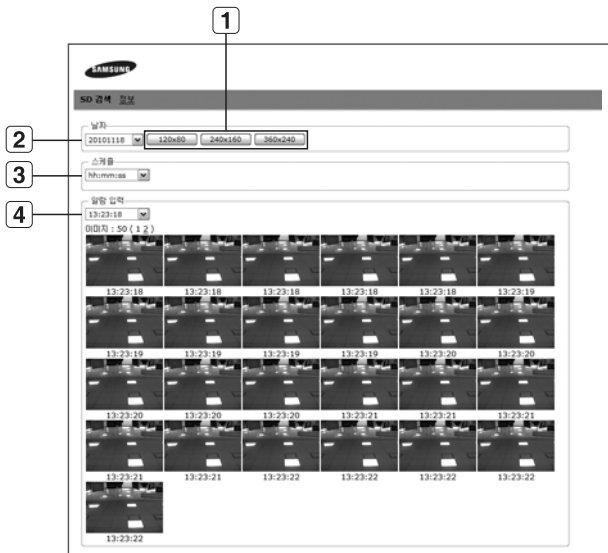 1
SAMSUNG
SD 검색 정보
날짜
2 20101118 120x80 240x160 360x240
스케쥴
3 hh:mm:ss
알람 입력
4 13:23:18
이미지 : 50 ( 1 2 )
13:23:18 13:23:18 13:23:18 13:23:18 13:23:18 13:23:19
13:23:19 13:23:19 13:23:19 13:23:19 13:23:20 13:23:20
13:23:20 13:23:20 13:23:20 13:23:21 13:23:21 13:23:21
13:23:21 13:23:21 13:23:22 13:23:22 13:23:22 13:23:22
13:23:22